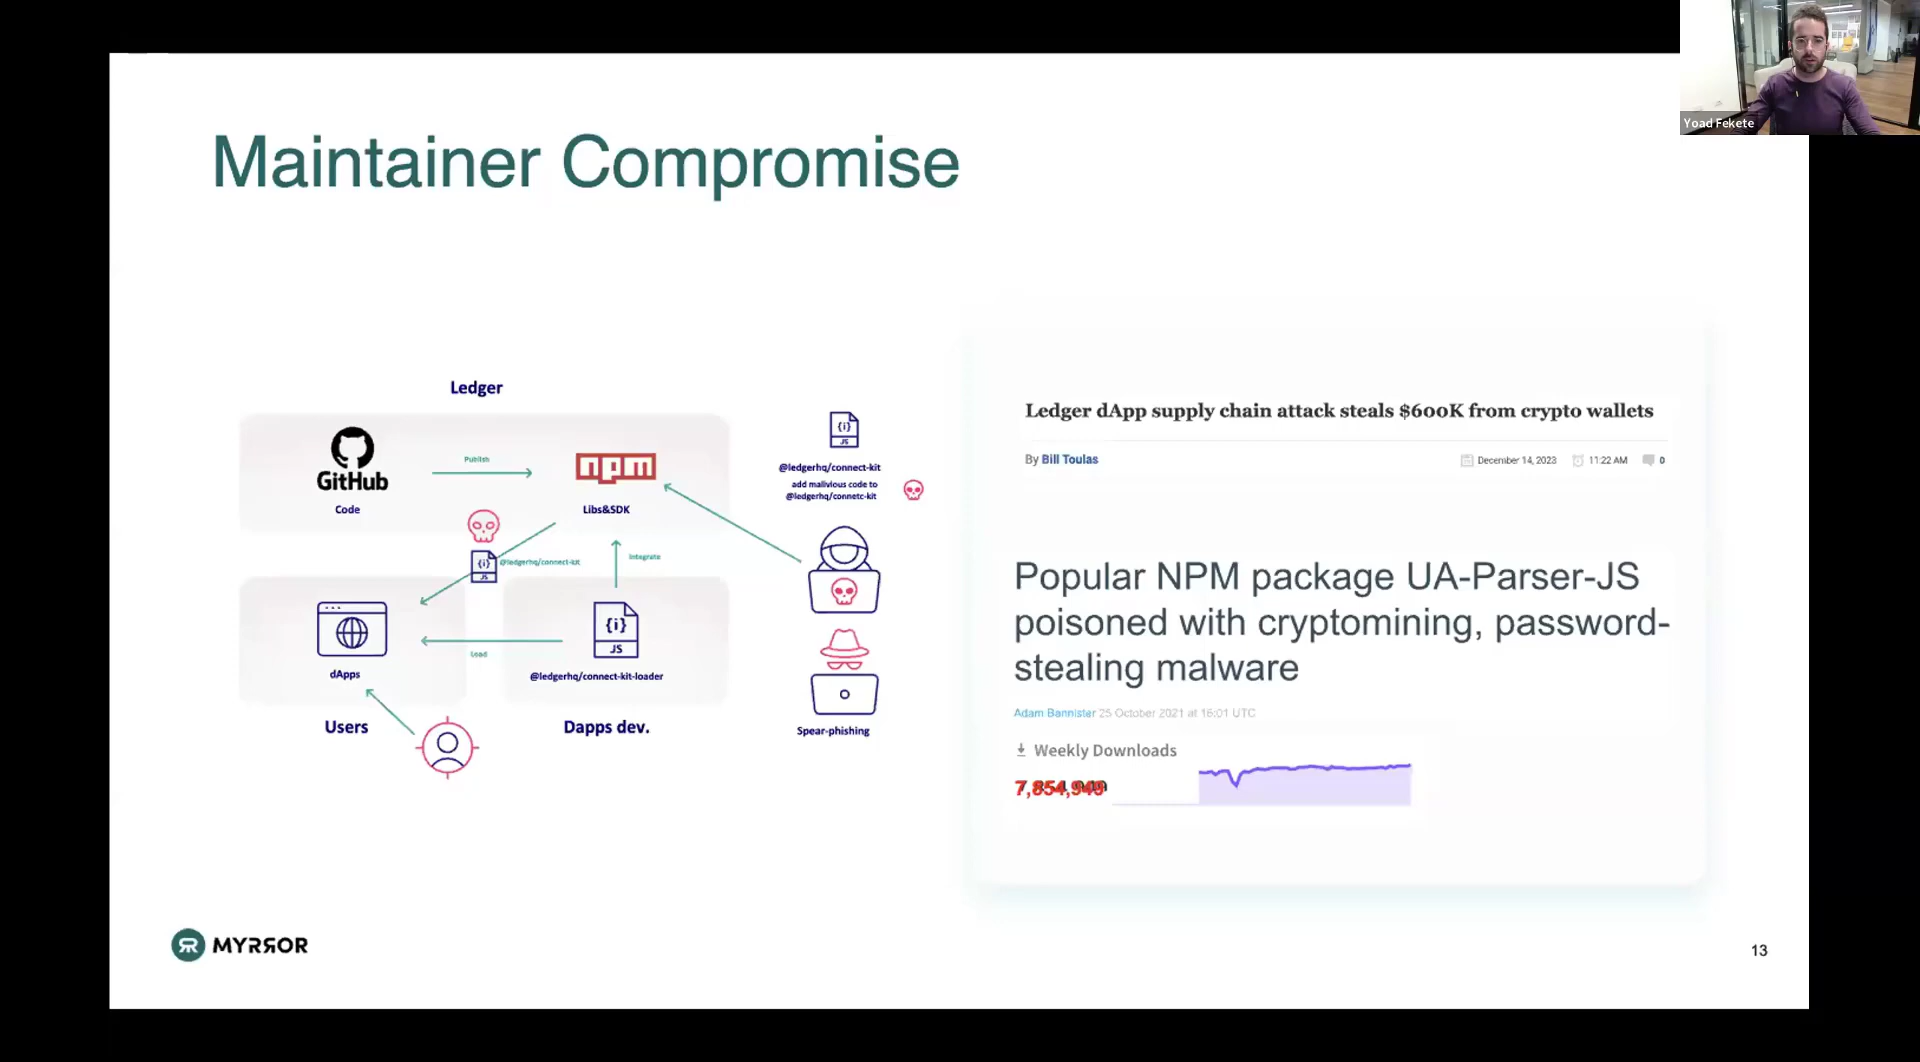 Yoad Fekete
Maintainer Compromise
Ledger
GitHub
Code
Publish
npm
Libs&SDK
@ledgerhq/connect-kit
add malivious code to
@ledgerhq/connetc-kit
{i}
JS
{i}
JS
@ledgerhq/connect-kit
Integrate
dApps
Load
{i}
JS
@ledgerhq/connect-kit-loader
Users
Dapps dev.
Spear-phishing
Ledger dApp supply chain attack steals $600K from crypto wallets
By Bill Toulas
December 14, 2023
11:22 AM
0
Popular NPM package UA-Parser-JS
poisoned with cryptomining, password-
stealing malware
Adam Bannister 25 October 2021 at 16:01 UTC
Weekly Downloads
7,854,949
MYRROR
13